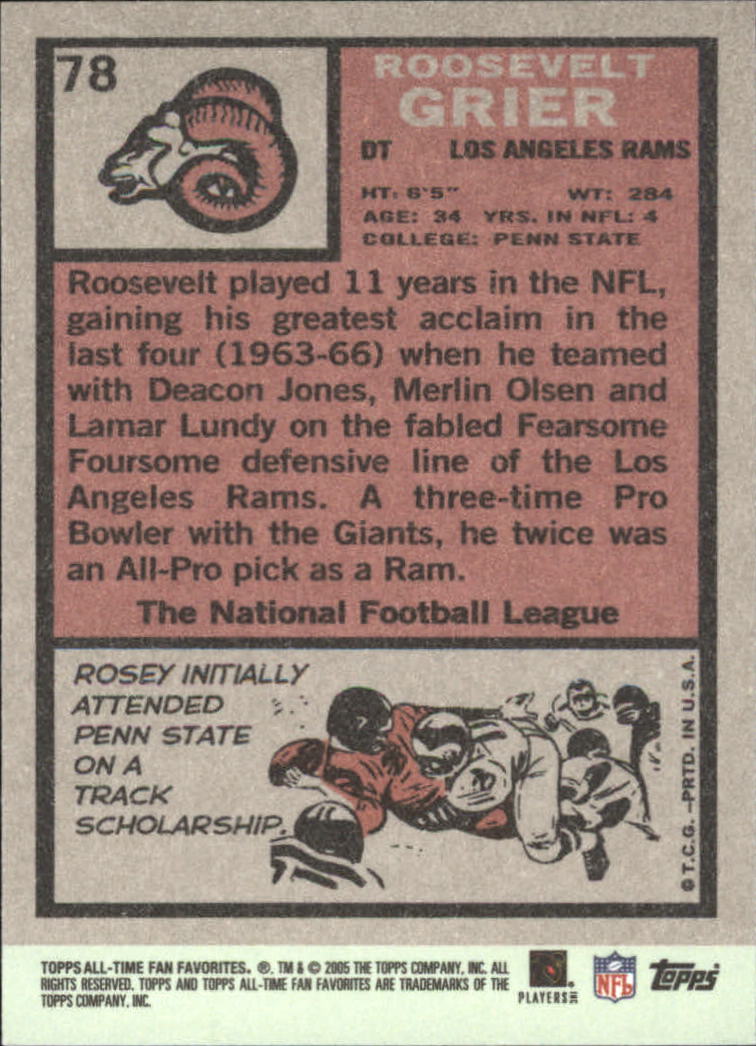 78
ROOSEVELT
GRIER
DT LOS ANGELES RAMS
HT: 6'5" WT: 284
AGE: 34 YRS. IN NFL: 4
COLLEGE: PENN STATE
Roosevelt played 11 years in the NFL,
gaining his greatest acclaim in the
last four (1963-66) when he teamed
with Deacon Jones, Merlin Olsen and
Lamar Lundy on the fabled Fearsome
Foursome defensive line of the Los
Angeles Rams. A three-time Pro
Bowler with the Giants, he twice was
an All-Pro pick as a Ram.
The National Football League
ROSEY INITIALLY
ATTENDED
PENN STATE
ON A
TRACK
SCHOLARSHIP.
© T.C.G. –PRTD. IN U.S.A.
TOPPS ALL-TIME FAN FAVORITES. ®, TM & © 2005 THE TOPPS COMPANY, INC. ALL
RIGHTS RESERVED. TOPPS AND TOPPS ALL-TIME FAN FAVORITES ARE TRADEMARKS OF THE
TOPPS COMPANY, INC.
PLAYERS INC
NFL
Topps